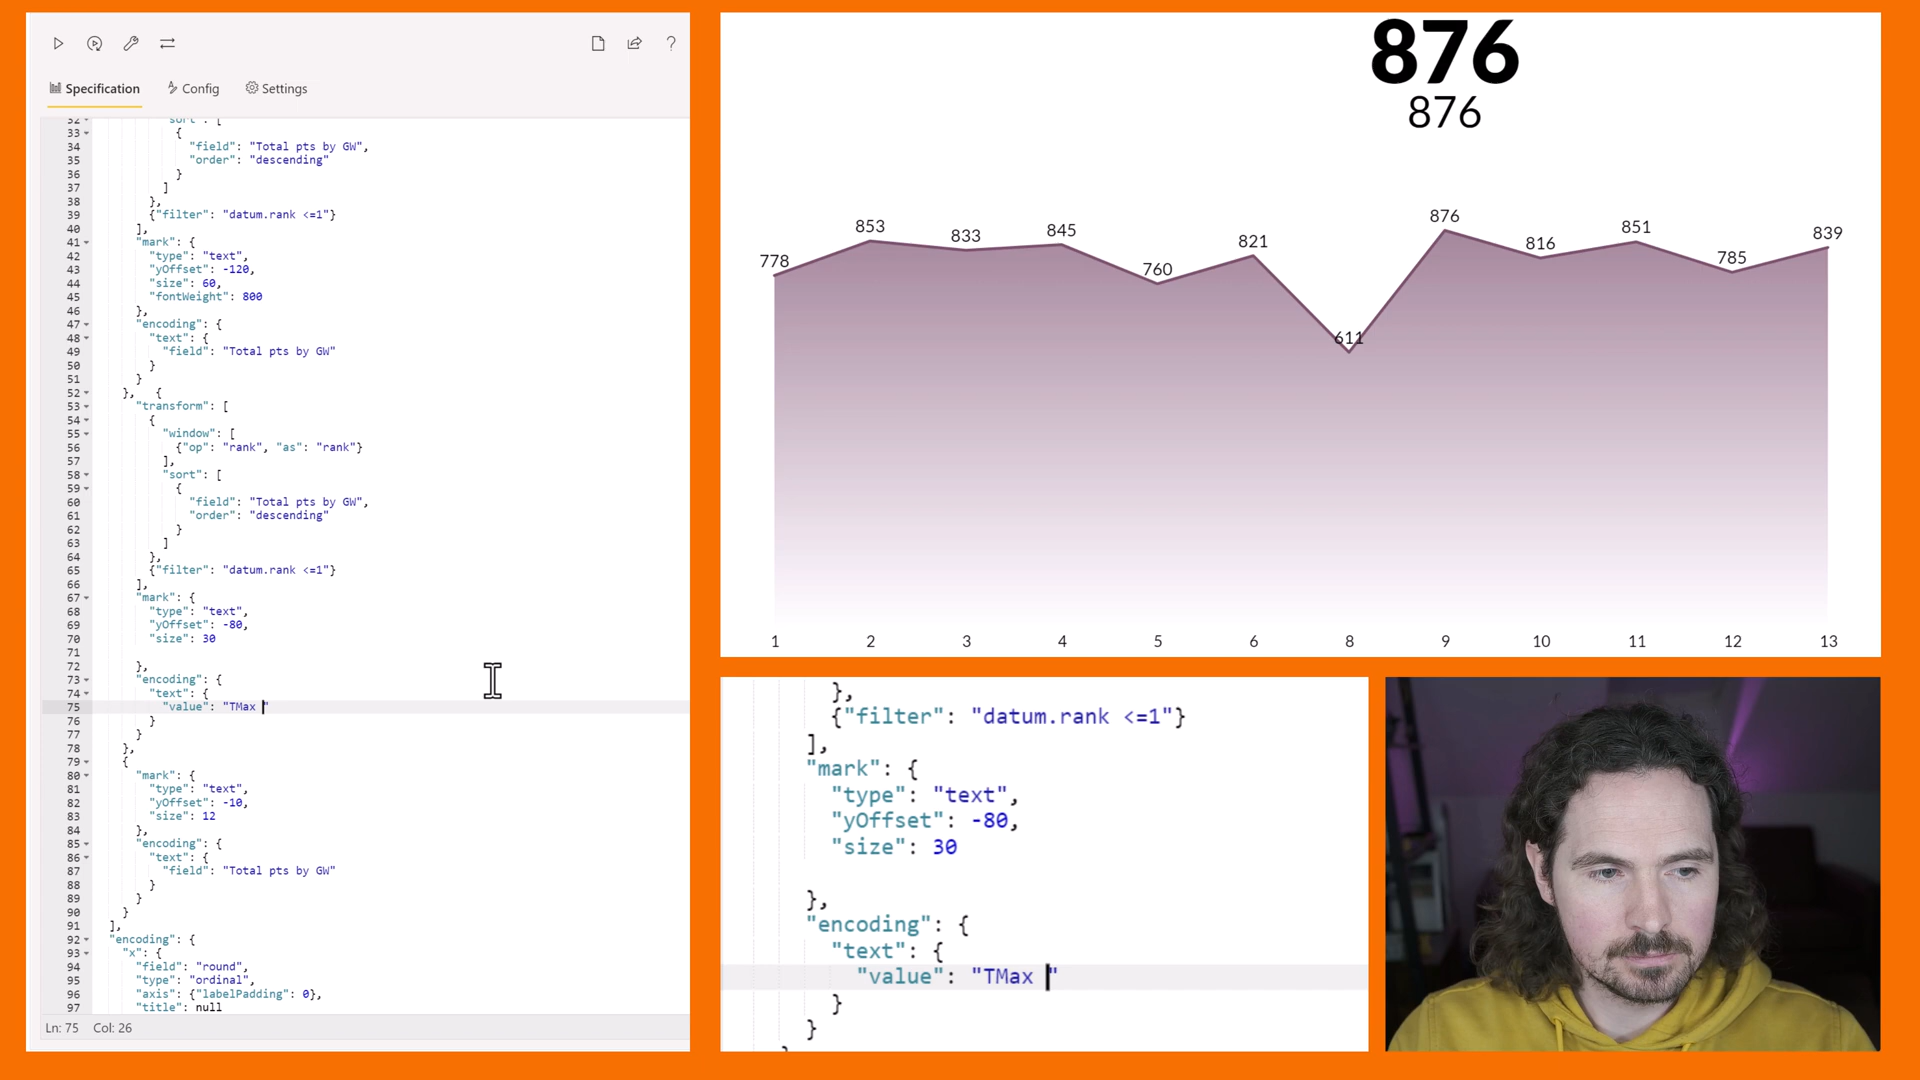 Specification
Config
Settings
32 "sort": [
33 {
34 "field": "Total pts by GW",
35 "order": "descending"
36 }
37 ]
38 },
39 {"filter": "datum.rank <=1"}
40 ],
41 "mark": {
42 "type": "text",
43 "yOffset": -120,
44 "size": 60,
45 "fontWeight": 800
46 },
47 "encoding": {
48 "text": {
49 "field": "Total pts by GW"
50 }
51 }
52 }, {
53 "transform": [
54 {
55 "window": [
56 {"op": "rank", "as": "rank"}
57 ],
58 "sort": [
59 {
60 "field": "Total pts by GW",
61 "order": "descending"
62 }
63 ]
64 },
65 {"filter": "datum.rank <=1"}
66 ],
67 "mark": {
68 "type": "text",
69 "yOffset": -80,
70 "size": 30
71
72 },
73 "encoding": {
74 "text": {
75 "value": "TMax "
76 }
77 }
78 },
79 {
80 "mark": {
81 "type": "text",
82 "yOffset": -10,
83 "size": 12
84 },
85 "encoding": {
86 "text": {
87 "field": "Total pts by GW"
88 }
89 }
90 }
91 ],
92 "encoding": {
93 "x": {
94 "field": "round",
95 "type": "ordinal",
96 "axis": {"labelPadding": 0},
97 "title": null
Ln: 75 Col: 26
876
876
778 853 833 845 760 821 611 876 816 851 785 839
1 2 3 4 5 6 8 9 10 11 12 13
},
{"filter": "datum.rank <=1"}
],
"mark": {
"type": "text",
"yOffset": -80,
"size": 30
},
"encoding": {
"text": {
"value": "TMax "
}
}